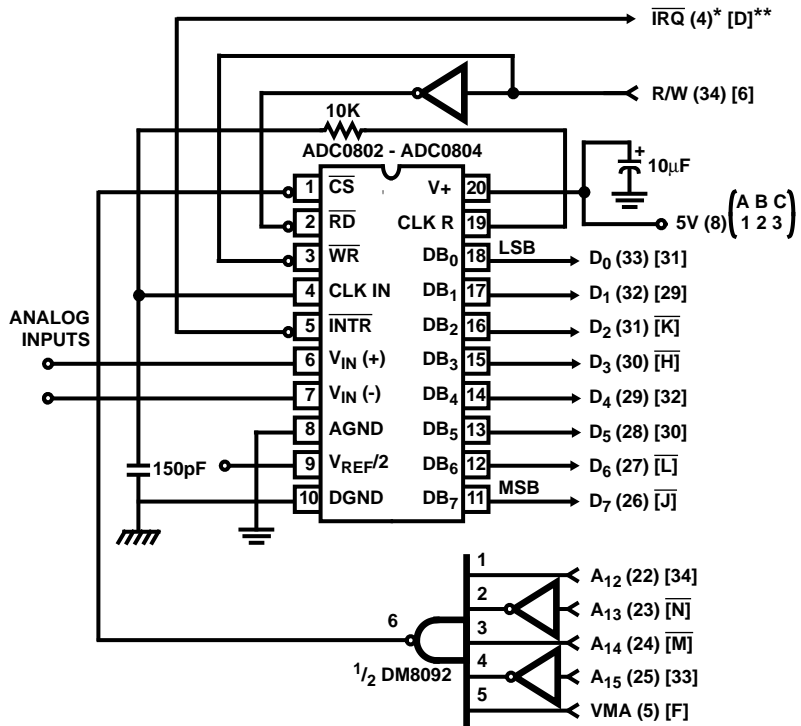 I̅R̅Q̅ (4)* [D]**
R/W (34) [6]
10K
ADC0802 - ADC0804
+
10μF
1 C̅S̅ V+ 20
2 R̅D̅ CLK R 19
5V (8) (A B C
1 2 3)
3 W̅R̅ DB0 18 LSB D0 (33) [31]
4 CLK IN DB1 17 D1 (32) [29]
ANALOG
INPUTS
5 I̅N̅T̅R̅ DB2 16 D2 (31) [K̅]
6 VIN (+) DB3 15 D3 (30) [H̅]
7 VIN (-) DB4 14 D4 (29) [32]
8 AGND DB5 13 D5 (28) [30]
150pF
9 VREF/2 DB6 12 D6 (27) [L̅]
10 DGND DB7 11 MSB D7 (26) [J̅]
1 A12 (22) [34]
2 A13 (23) [N̅]
6
3 A14 (24) [M̅]
1/2 DM8092
4 A15 (25) [33]
5 VMA (5) [F]